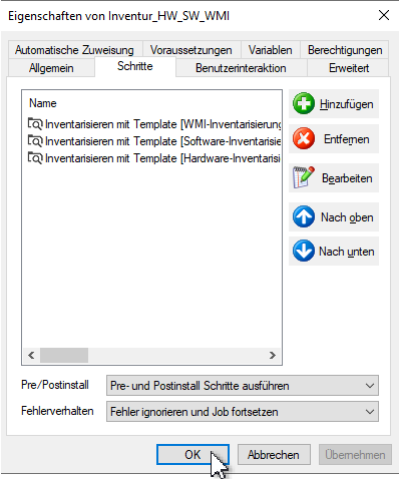 Eigenschaften von Inventur_HW_SW_WMI
Automatische Zuweisung Voraussetzungen Variablen Berechtigungen
Allgemein Schritte Benutzerinteraktion Erweitert
Name
Inventarisieren mit Template [WMI-Inventarisierung
Inventarisieren mit Template [Software-Inventarisie
Inventarisieren mit Template [Hardware-Inventarisi
Hinzufügen
Entfernen
Bearbeiten
Nach oben
Nach unten
Pre/Postinstall Pre- und Postinstall Schritte ausführen
Fehlerverhalten Fehler ignorieren und Job fortsetzen
OK Abbrechen Übernehmen